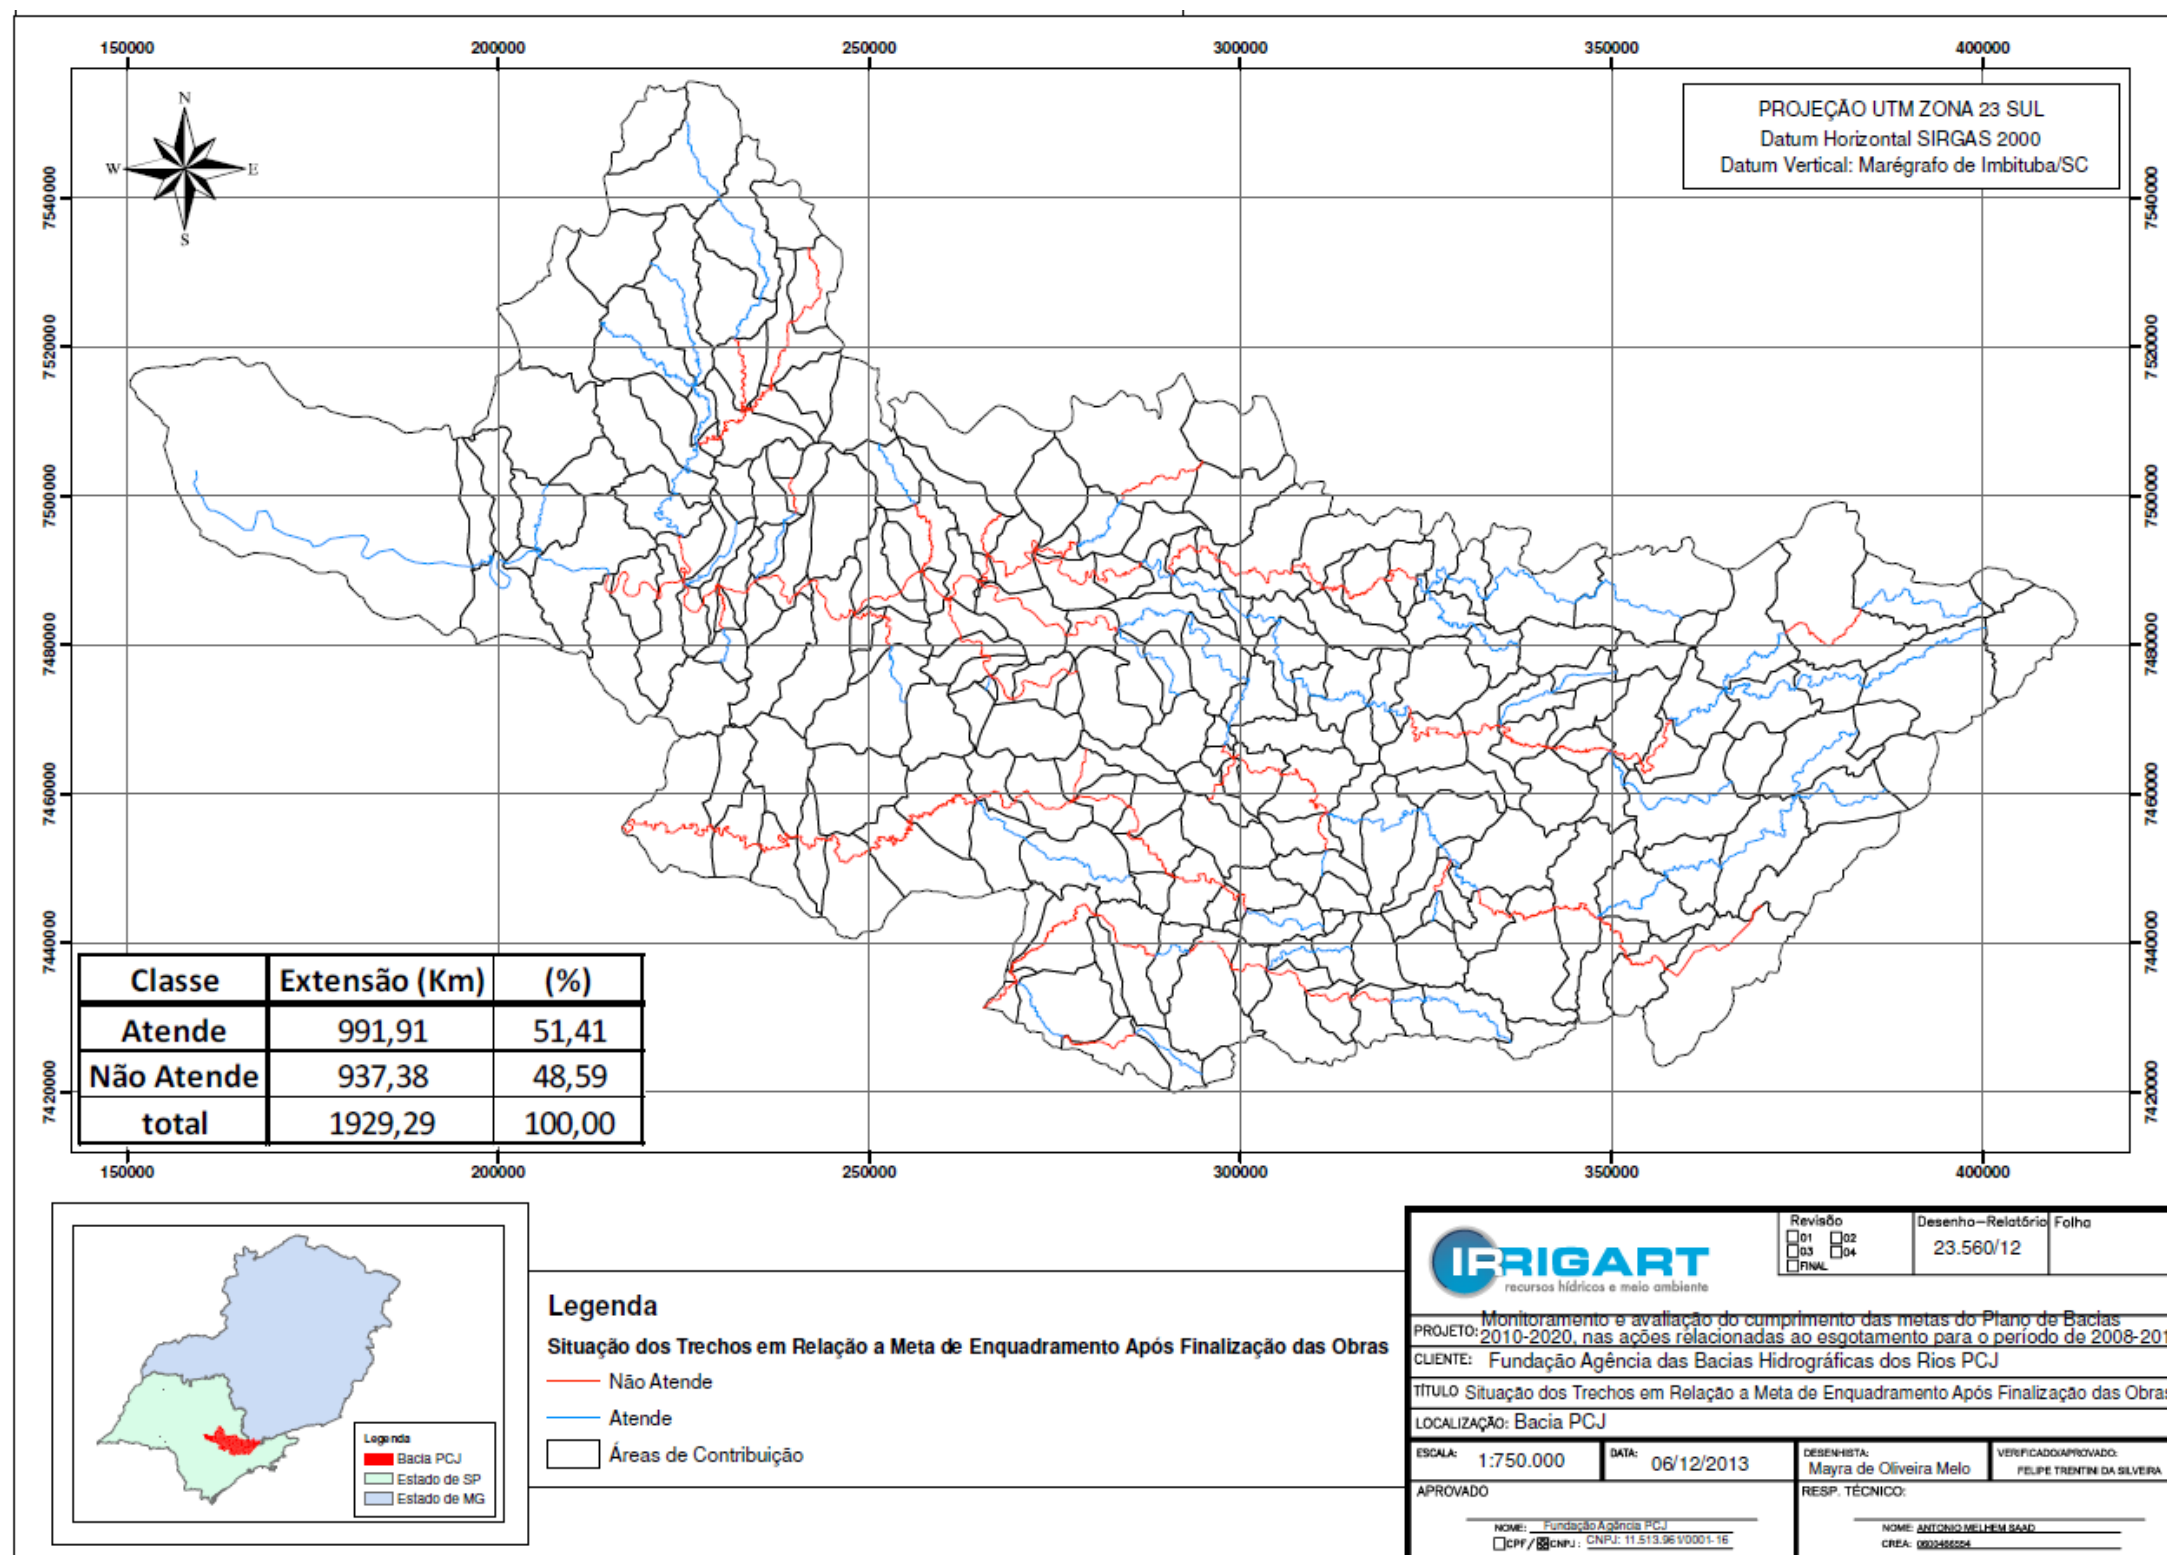 150000 200000 250000 300000 350000 400000
N
W E
S
PROJEÇÃO UTM ZONA 23 SUL
Datum Horizontal SIRGAS 2000
Datum Vertical: Marégrafo de Imbituba/SC
7540000 7540000
7520000 7520000
7500000 7500000
7480000 7480000
7460000 7460000
7440000 7440000
7420000 7420000
Classe Extensão (Km) (%)
Atende 991,91 51,41
Não Atende 937,38 48,59
total 1929,29 100,00
150000 200000 250000 300000 350000 400000
Legenda
Bacia PCJ
Estado de SP
Estado de MG
Legenda
Situação dos Trechos em Relação a Meta de Enquadramento Após Finalização das Obras
Não Atende
Atende
Áreas de Contribuição
IRRIGART
recursos hídricos e meio ambiente
Revisão
01 02
03 04
FINAL
Desenho-Relatório
23.560/12
Folha
PROJETO: Monitoramento e avaliação do cumprimento das metas do Plano de Bacias
2010-2020, nas ações relacionadas ao esgotamento para o período de 2008-201
CLIENTE: Fundação Agência das Bacias Hidrográficas dos Rios PCJ
TÍTULO Situação dos Trechos em Relação a Meta de Enquadramento Após Finalização das Obras
LOCALIZAÇÃO: Bacia PCJ
ESCALA: 1:750.000
DATA: 06/12/2013
DESENHISTA:
Mayra de Oliveira Melo
VERIFICADO/APROVADO:
FELIPE TRENTINI DA SILVEIRA
APROVADO
NOME: Fundação Agência PCJ
CPF/ CNPJ: CNPJ: 11.513.961/0001-16
RESP. TÉCNICO:
NOME: ANTONIO MELHEM SAAD
CREA: